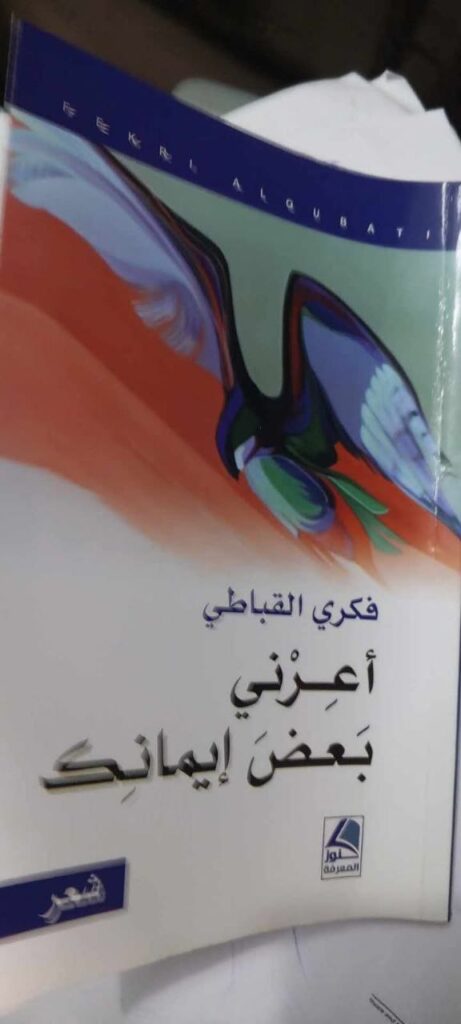 FEKRI ALQUBATI
فكري القباطي
أعِرْني
بَعضَ إيمانِك
كنوز
المعرفة
شعر